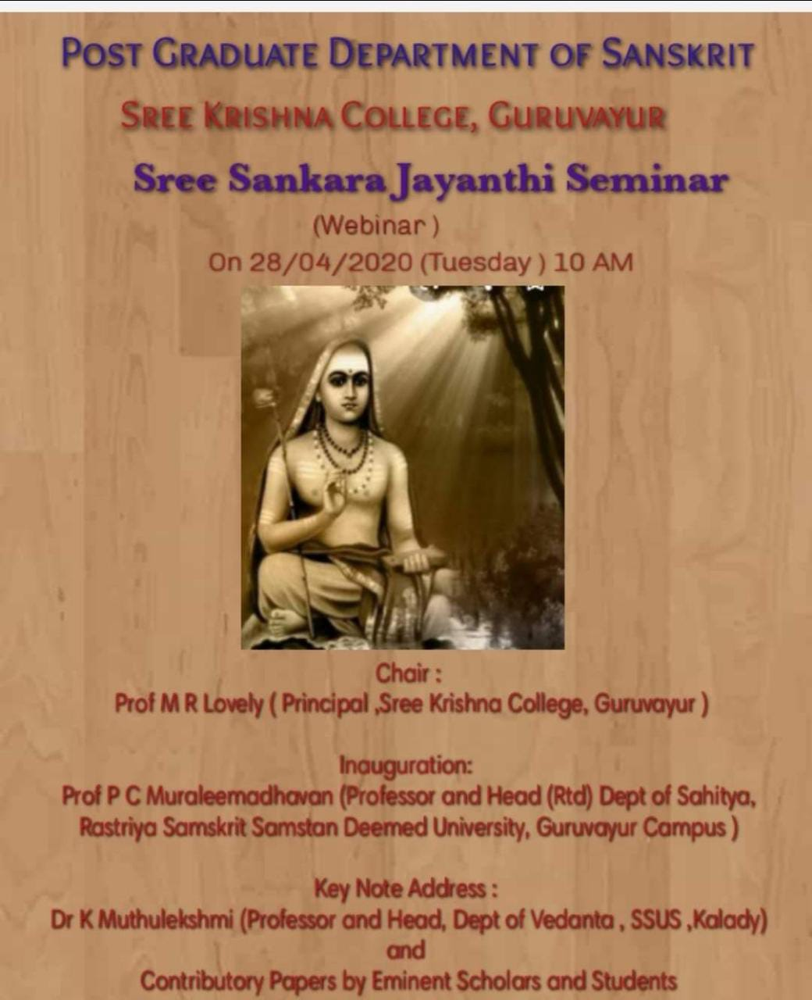 Post Graduate Department of Sanskrit
Sree Krishna College, Guruvayur
Sree Sankara Jayanthi Seminar
(Webinar )
On 28/04/2020 (Tuesday ) 10 AM
Chair :
Prof M R Lovely ( Principal ,Sree Krishna College, Guruvayur )
Inauguration:
Prof P C Muraleemadhavan (Professor and Head (Rtd) Dept of Sahitya,
Rastriya Samskrit Samstan Deemed University, Guruvayur Campus )
Key Note Address :
Dr K Muthulekshmi (Professor and Head, Dept of Vedanta , SSUS ,Kalady)
and
Contributory Papers by Eminent Scholars and Students